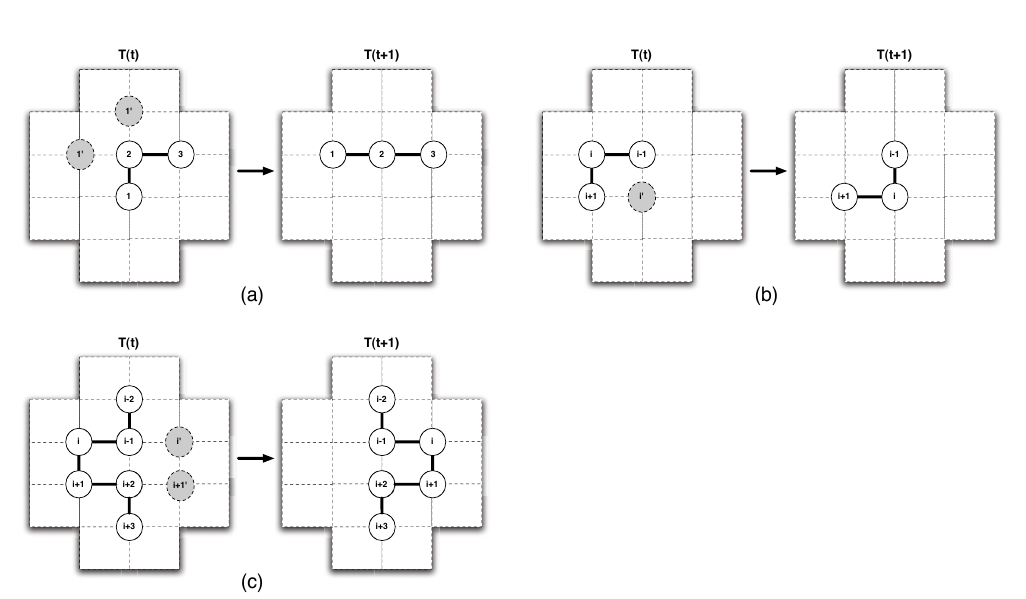 T(t) T(t+1)
1'
1' 2 3
1
1 2 3
(a)
T(t) T(t+1)
i i-1
i+1 i'
i-1
i+1 i
(b)
T(t) T(t+1)
i-2
i i-1 i'
i+1 i+2 i+1'
i+3
i-2
i-1 i
i+2 i+1
i+3
(c)